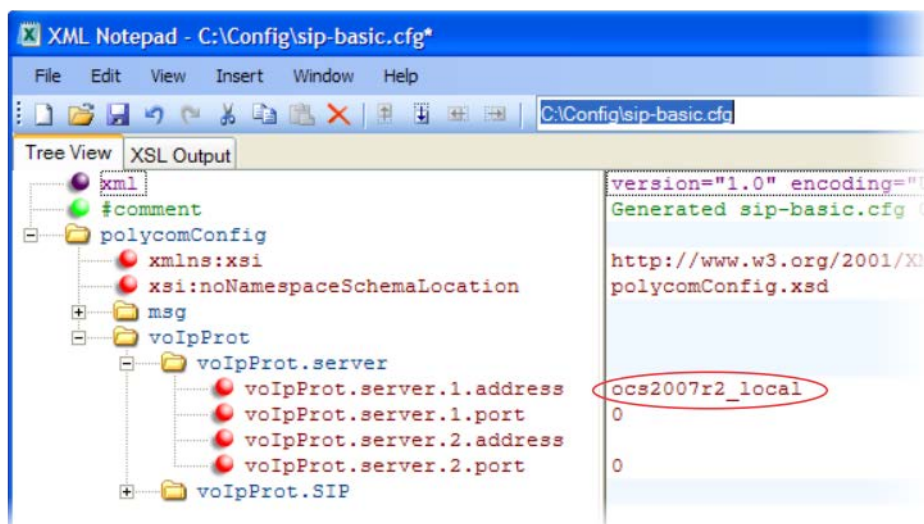 XML Notepad - C:\Config\sip-basic.cfg*
File Edit View Insert Window Help
C:\Config\sip-basic.cfg
Tree View XSL Output
xml version="1.0" encoding="
#comment Generated sip-basic.cfg
polycomConfig
xmlns:xsi http://www.w3.org/2001/XM
xsi:noNamespaceSchemaLocation polycomConfig.xsd
msg
voIpProt
voIpProt.server
voIpProt.server.1.address ocs2007r2_local
voIpProt.server.1.port 0
voIpProt.server.2.address
voIpProt.server.2.port 0
voIpProt.SIP